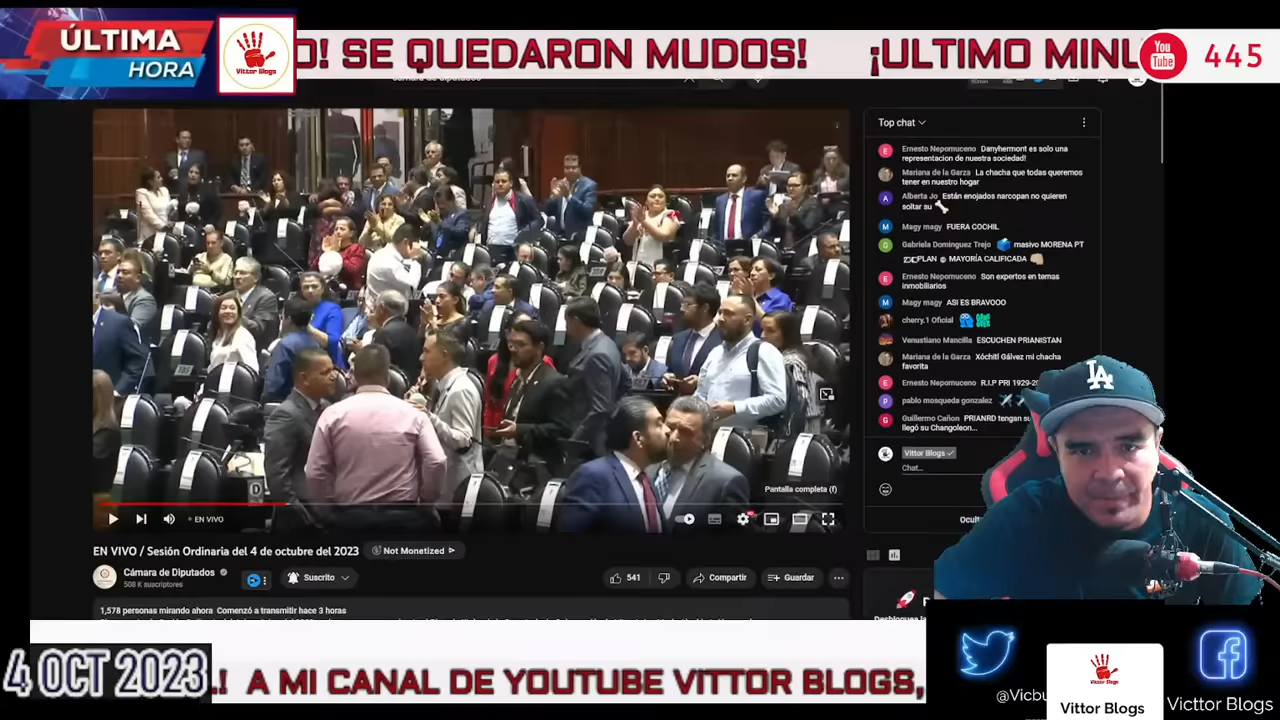 ÚLTIMA
HORA
Vittor Blogs
O! SE QUEDARON MUDOS!
¡ULTIMO MINU
You
Tube
445
Top chat
Ernesto Nepomuceno Danyhermont es solo una
representacion de nuestra sociedad!
Mariana de la Garza La chacha que todas queremos
tener en nuestro hogar
Alberta Jo Están enojados narcopan no quieren
soltar su
Magy magy FUERA COCHIL
Gabriela Dominguez Trejo masivo MORENA PT
PLAN MAYORÍA CALIFICADA
Ernesto Nepomuceno Son expertos en temas
inmobiliarios
Magy magy ASI ES BRAVOOO
cherry.1 Oficial
Venustiano Mancilla ESCUCHEN PRIANISTAN
Mariana de la Garza Xóchitl Gálvez mi chacha
favorita
Ernesto Nepomuceno R.I.P PRI 1929-20
pablo mosqueda gonzalez
Guillermo Cañon PRIANRD tengan su
llegó su Changoleon...
Vittor Blogs
Chat...
Pantalla completa (f)
EN VIVO
EN VIVO / Sesión Ordinaria del 4 de octubre del 2023
Not Monetized
Cámara de Diputados
508 K suscriptores
Suscrito
541
Compartir
Guardar
1,578 personas mirando ahora Comenzó a transmitir hace 3 horas
LA
4 OCT 2023
.! A MI CANAL DE YOUTUBE VITTOR BLOGS,
@Vicbu
Vittor Blogs
Vittor Blogs
Victtor Blogs